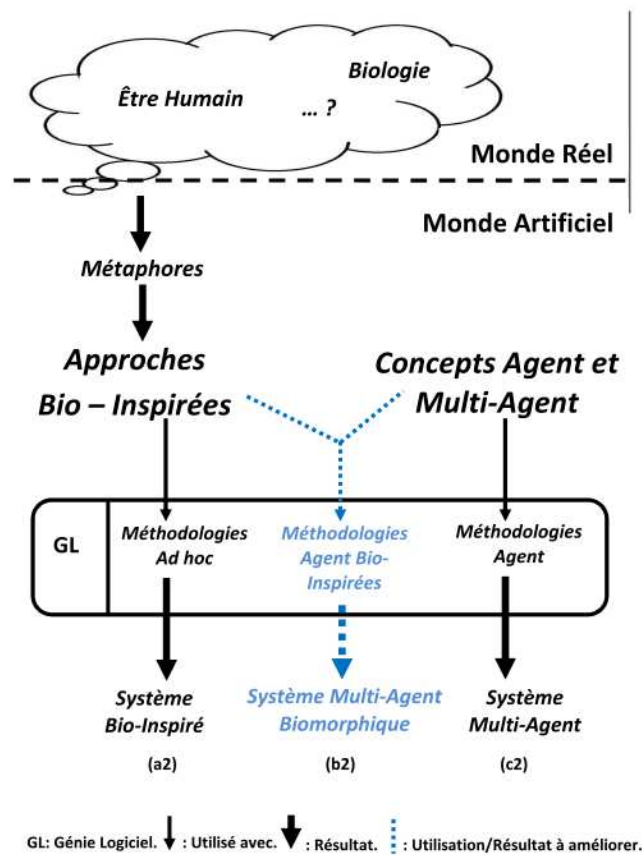 Biologie
Être Humain
... ?
Monde Réel
Monde Artificiel
Métaphores
Approches
Bio – Inspirées
Concepts Agent et
Multi-Agent
GL
Méthodologies
Ad hoc
Méthodologies
Agent Bio-
Inspirées
Méthodologies
Agent
Système
Bio-Inspiré
(a2)
Système Multi-Agent
Biomorphique
(b2)
Système
Multi-Agent
(c2)
GL: Génie Logiciel. : Utilisé avec. : Résultat. : Utilisation/Résultat à améliorer.